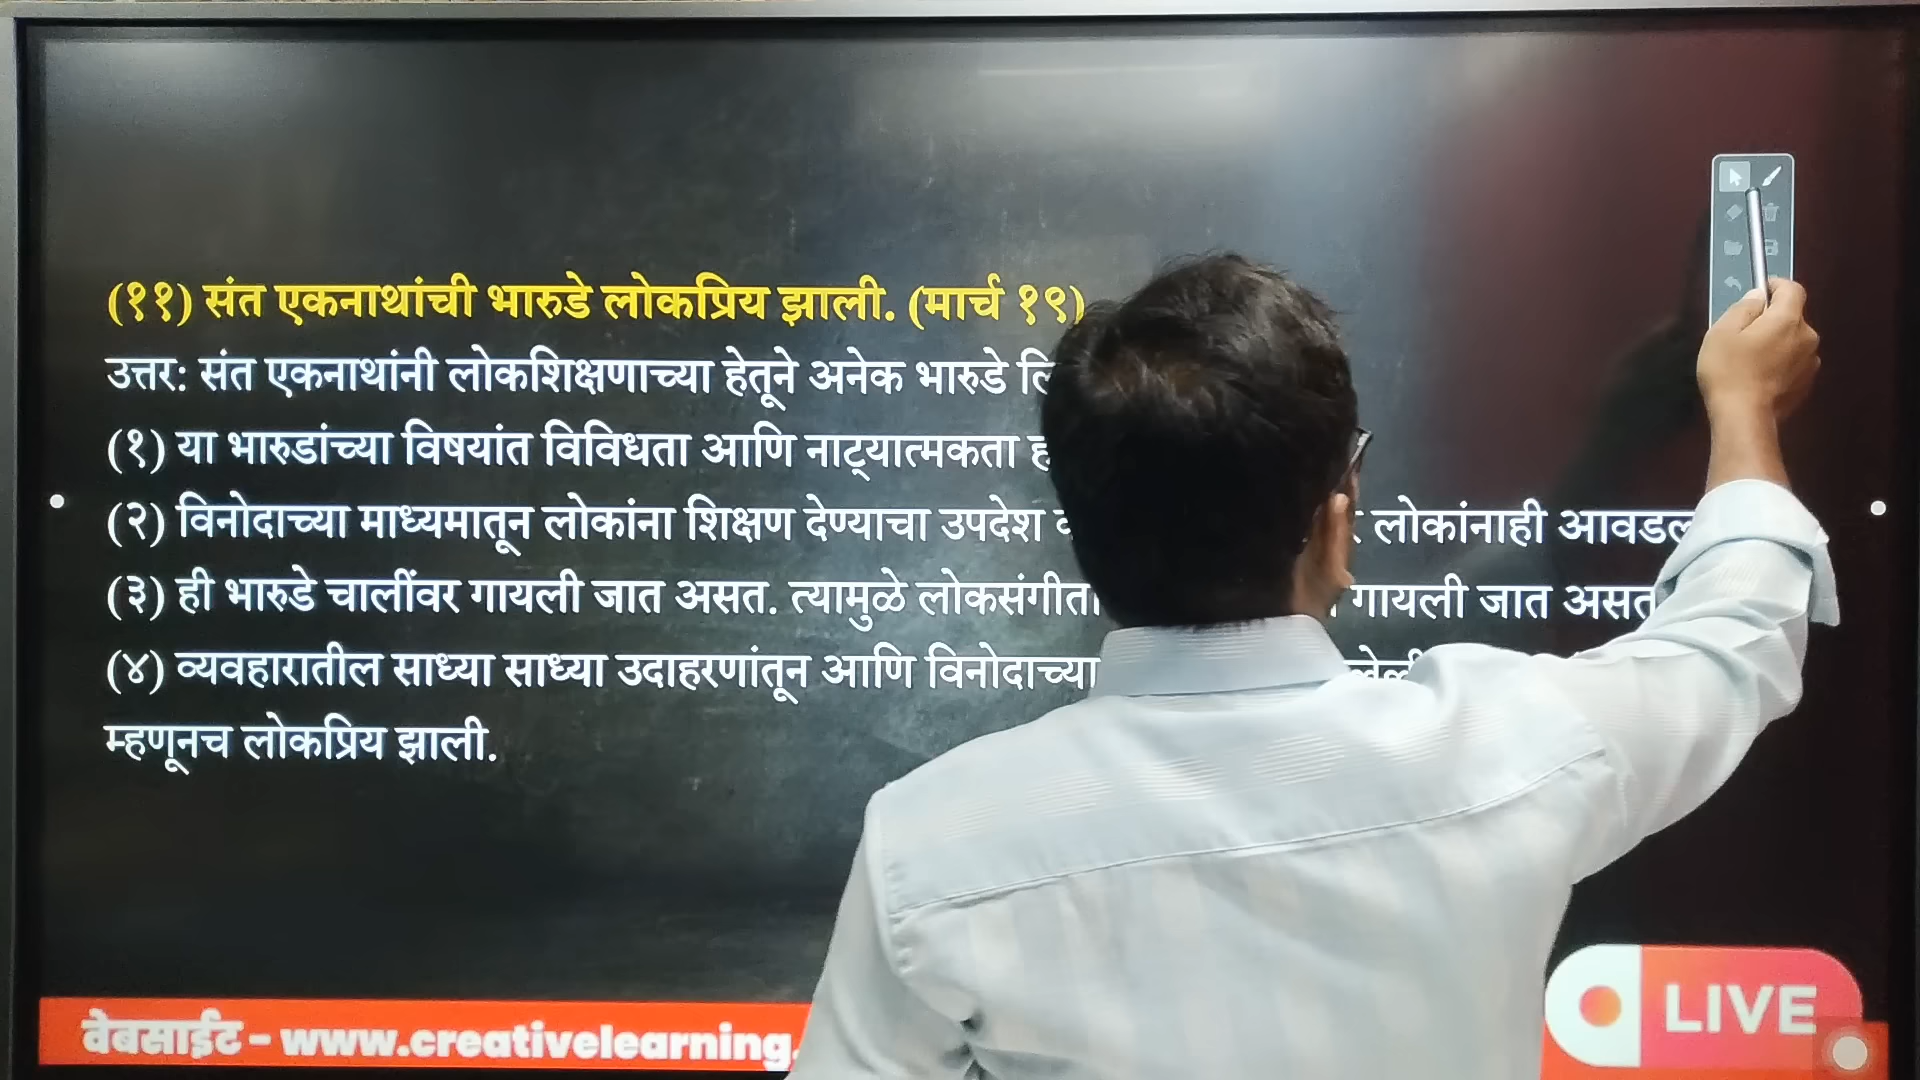 (११) संत एकनाथांची भारुडे लोकप्रिय झाली. (मार्च १९)
उत्तर: संत एकनाथांनी लोकशिक्षणाच्या हेतूने अनेक भारुडे
(१) या भारुडांच्या विषयांत विविधता आणि नाट्यात्मकता
(२) विनोदाच्या माध्यमातून लोकांना शिक्षण देण्याचा उपदेश लोकांनाही
(३) ही भारुडे चालींवर गायली जात असत. त्यामुळे गायली जात असत
(४) व्यवहारातील साध्या साध्या उदाहरणांतून आणि विनोदाच्या
म्हणूनच लोकप्रिय झाली.
वेबसाईट - www.creativelearning.
LIVE